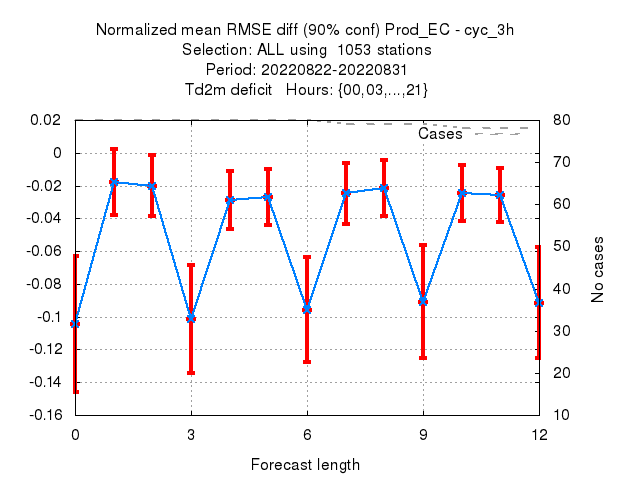 Normalized mean RMSE diff (90% conf) Prod_EC - cyc_3h
Selection: ALL using  1053 stations
Period: 20220822-20220831
Td2m deficit   Hours: {00,03,...,21}
0.02
0
-0.02
-0.04
-0.06
-0.08
-0.1
-0.12
-0.14
-0.16
Cases
80
70
60
50
40
30
20
10
No cases
0 3 6 9 12
Forecast length